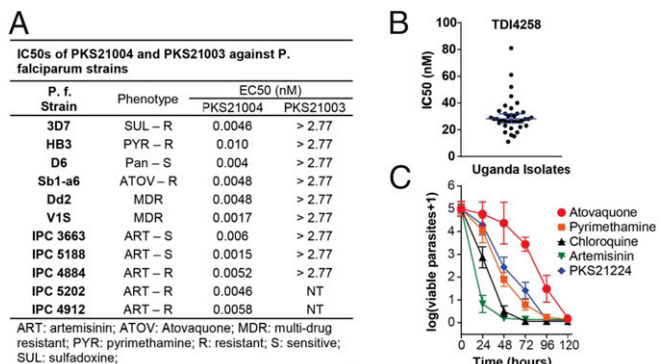 A
IC50s of PKS21004 and PKS21003 against P.
falciparum strains
P. f. Strain Phenotype EC50 (nM)
PKS21004 PKS21003
3D7 SUL – R 0.0046 > 2.77
HB3 PYR – R 0.010 > 2.77
D6 Pan – S 0.004 > 2.77
Sb1-a6 ATOV – R 0.0048 > 2.77
Dd2 MDR 0.0048 > 2.77
V1S MDR 0.0017 > 2.77
IPC 3663 ART – S 0.006 > 2.77
IPC 5188 ART – S 0.0015 > 2.77
IPC 4884 ART – R 0.0052 > 2.77
IPC 5202 ART – R 0.0046 NT
IPC 4912 ART – R 0.0058 NT
ART: artemisinin; ATOV: Atovaquone; MDR: multi-drug
resistant; PYR: pyrimethamine; R: resistant; S: sensitive;
SUL: sulfadoxine;
B
TDI4258
IC50 (nM)
100
80
60
40
20
0
Uganda Isolates
C
log(viable parasites+1)
6
5
4
3
2
1
0
0 24 48 72 96 120
Time (hours)
Atovaquone
Pyrimethamine
Chloroquine
Artemisinin
PKS21224